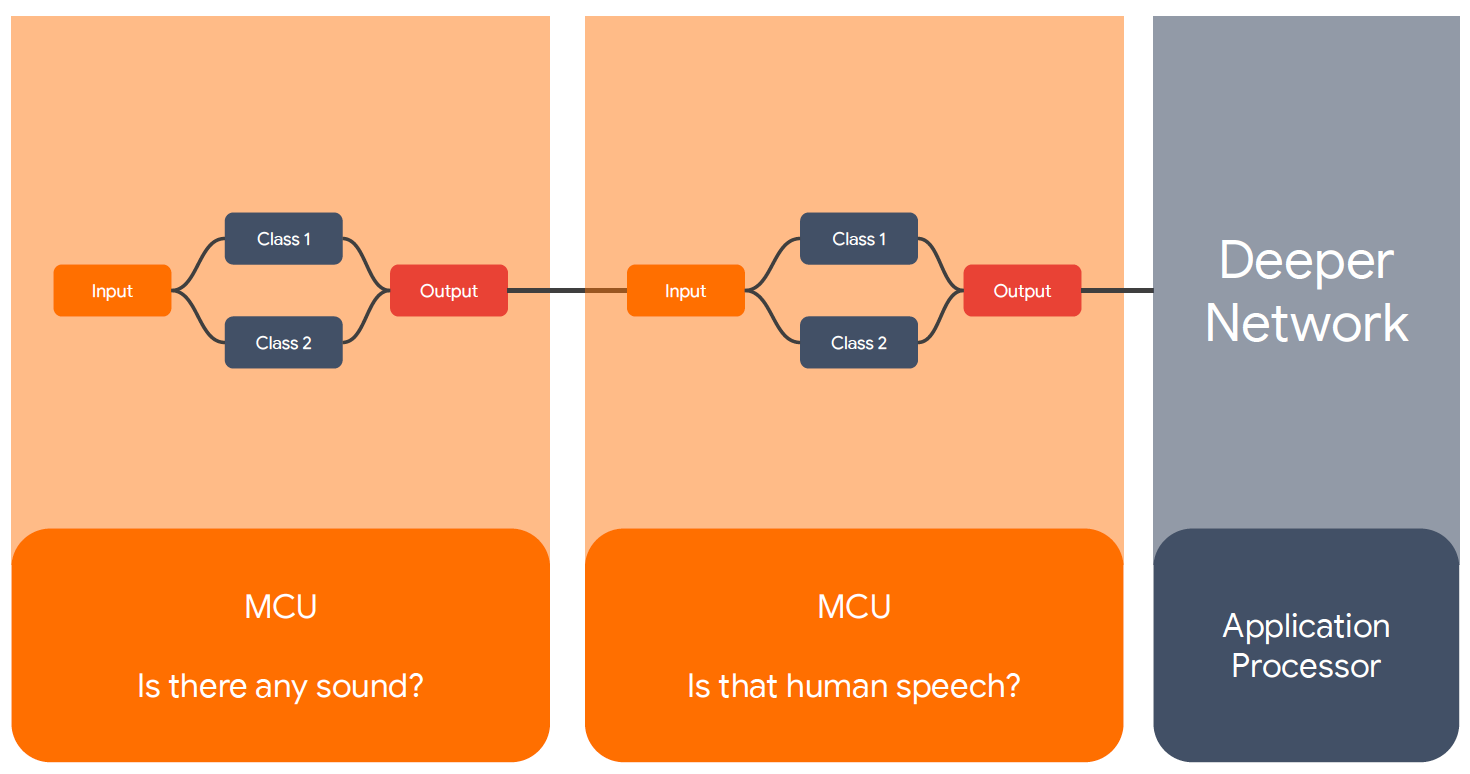 Input
Class 1
Class 2
Output
MCU
Is there any sound?
Input
Class 1
Class 2
Output
MCU
Is that human speech?
Deeper
Network
Application
Processor